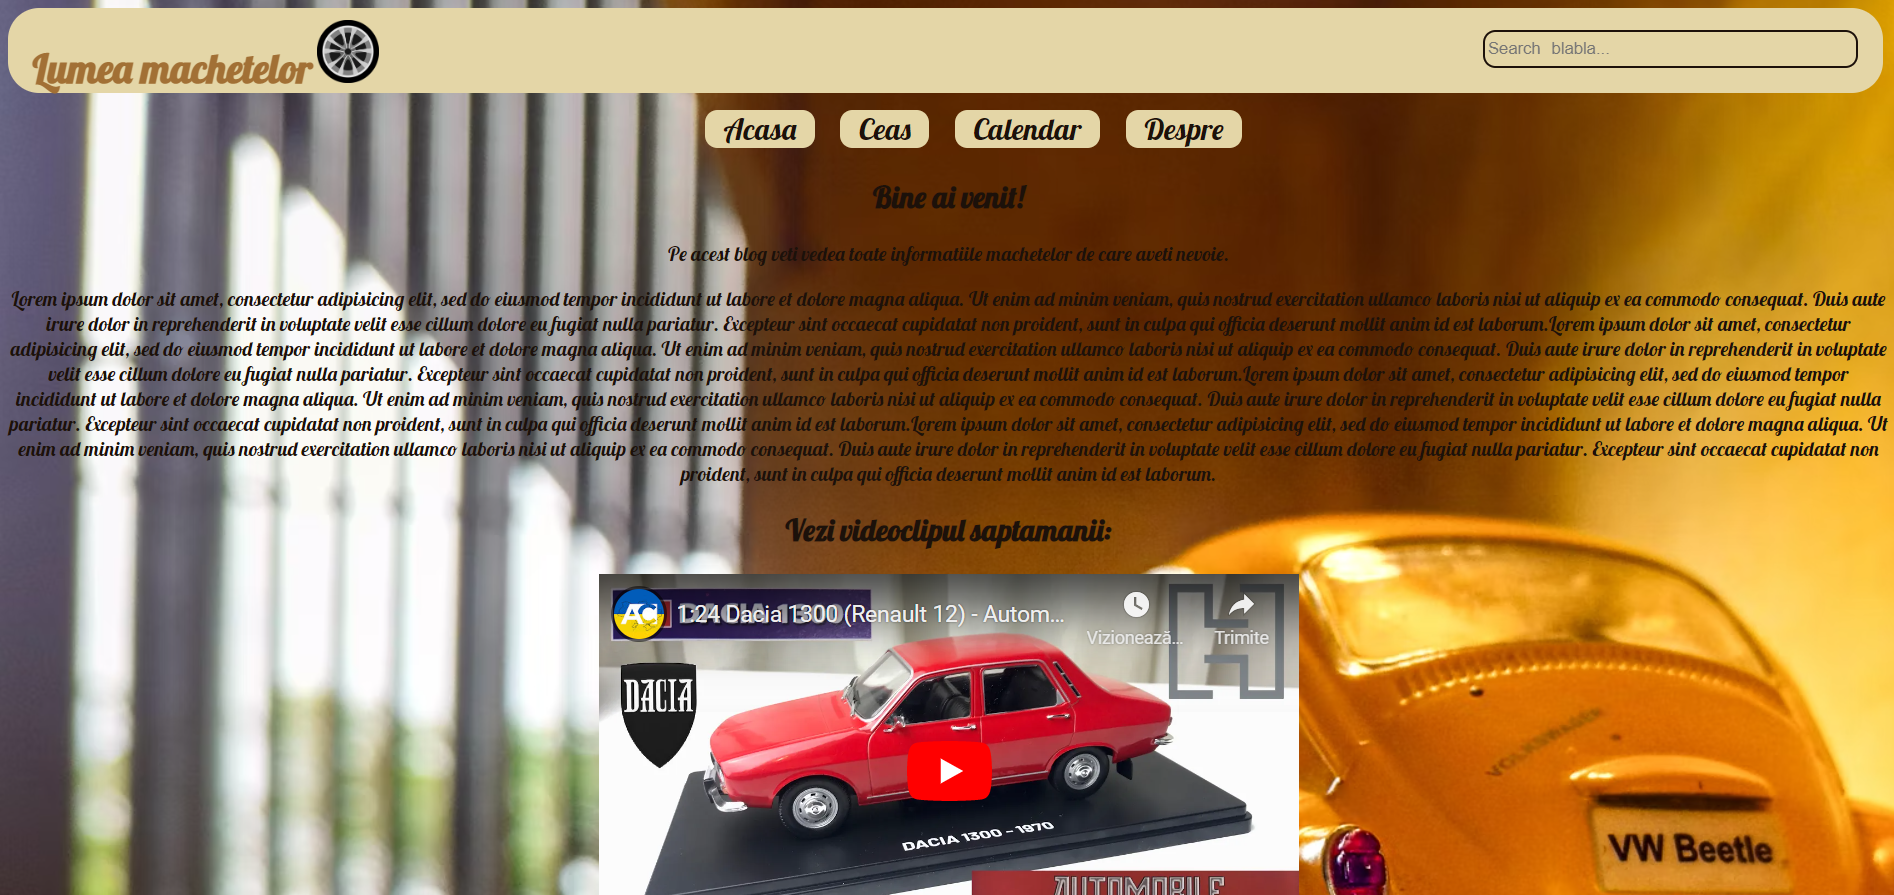 Lumea machetelor
Search blabla...
Acasa Ceas Calendar Despre
Bine ai venit!
Pe acest blog veti vedea toate informatiile machetelor de care aveti nevoie.
Lorem ipsum dolor sit amet, consectetur adipisicing elit, sed do eiusmod tempor incididunt ut labore et dolore magna aliqua. Ut enim ad minim veniam, quis nostrud exercitation ullamco laboris nisi ut aliquip ex ea commodo consequat. Duis aute
irure dolor in reprehenderit in voluptate velit esse cillum dolore eu fugiat nulla pariatur. Excepteur sint occaecat cupidatat non proident, sunt in culpa qui officia deserunt mollit anim id est laborum.Lorem ipsum dolor sit amet, consectetur
adipisicing elit, sed do eiusmod tempor incididunt ut labore et dolore magna aliqua. Ut enim ad minim veniam, quis nostrud exercitation ullamco laboris nisi ut aliquip ex ea commodo consequat. Duis aute irure dolor in reprehenderit in voluptate
velit esse cillum dolore eu fugiat nulla pariatur. Excepteur sint occaecat cupidatat non proident, sunt in culpa qui officia deserunt mollit anim id est laborum.Lorem ipsum dolor sit amet, consectetur adipisicing elit, sed do eiusmod tempor
incididunt ut labore et dolore magna aliqua. Ut enim ad minim veniam, quis nostrud exercitation ullamco laboris nisi ut aliquip ex ea commodo consequat. Duis aute irure dolor in reprehenderit in voluptate velit esse cillum dolore eu fugiat nulla
pariatur. Excepteur sint occaecat cupidatat non proident, sunt in culpa qui officia deserunt mollit anim id est laborum.Lorem ipsum dolor sit amet, consectetur adipisicing elit, sed do eiusmod tempor incididunt ut labore et dolore magna aliqua. Ut
enim ad minim veniam, quis nostrud exercitation ullamco laboris nisi ut aliquip ex ea commodo consequat. Duis aute irure dolor in reprehenderit in voluptate velit esse cillum dolore eu fugiat nulla pariatur. Excepteur sint occaecat cupidatat non
proident, sunt in culpa qui officia deserunt mollit anim id est laborum.
Vezi videoclipul saptamanii:
AC
1:24 Dacia 1300 (Renault 12) - Autom...
DACIA 1300
Vizionează...
Trimite
DACIA
DACIA 1300 - 1970
AUTOMOBILE
VOLKSWAGEN
VW Beetle